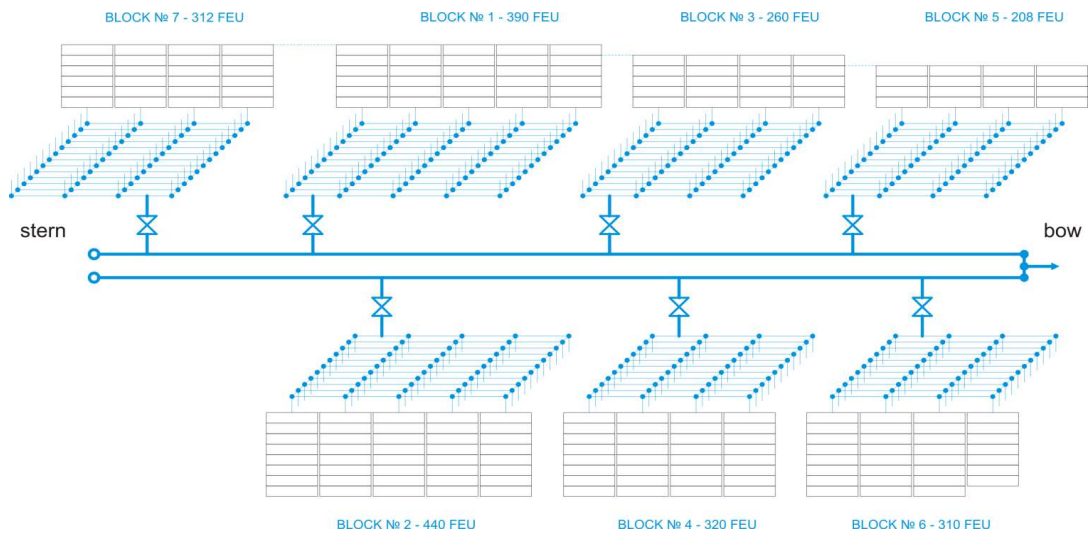 BLOCK № 7 - 312 FEU
BLOCK № 1 - 390 FEU
BLOCK № 3 - 260 FEU
BLOCK № 5 - 208 FEU
stern
bow
BLOCK № 2 - 440 FEU
BLOCK № 4 - 320 FEU
BLOCK № 6 - 310 FEU